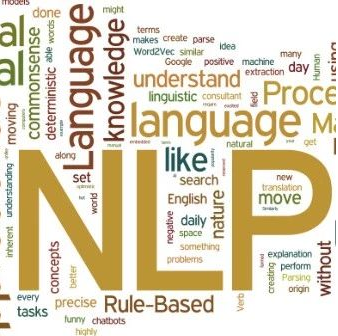 models
done
able
words
al
al
commonsense
deterministic
moving
Language
knowledge
might
terms
makes create parse
Word2Vec similar idea
Google positive machine
extraction
many
day
Human
using
understand
linguistic consultant
field
Proce
language
Ma
natural
get
along
like
set
search
world
English
nature
new
translation
move
understanding
inherent
NLP
negative
daily
space
something
problems
concepts
better
every
tasks
precise
Rule-Based
Verb
funny chatbots
highly
creating
explanation
perform
Parsing
origin
without